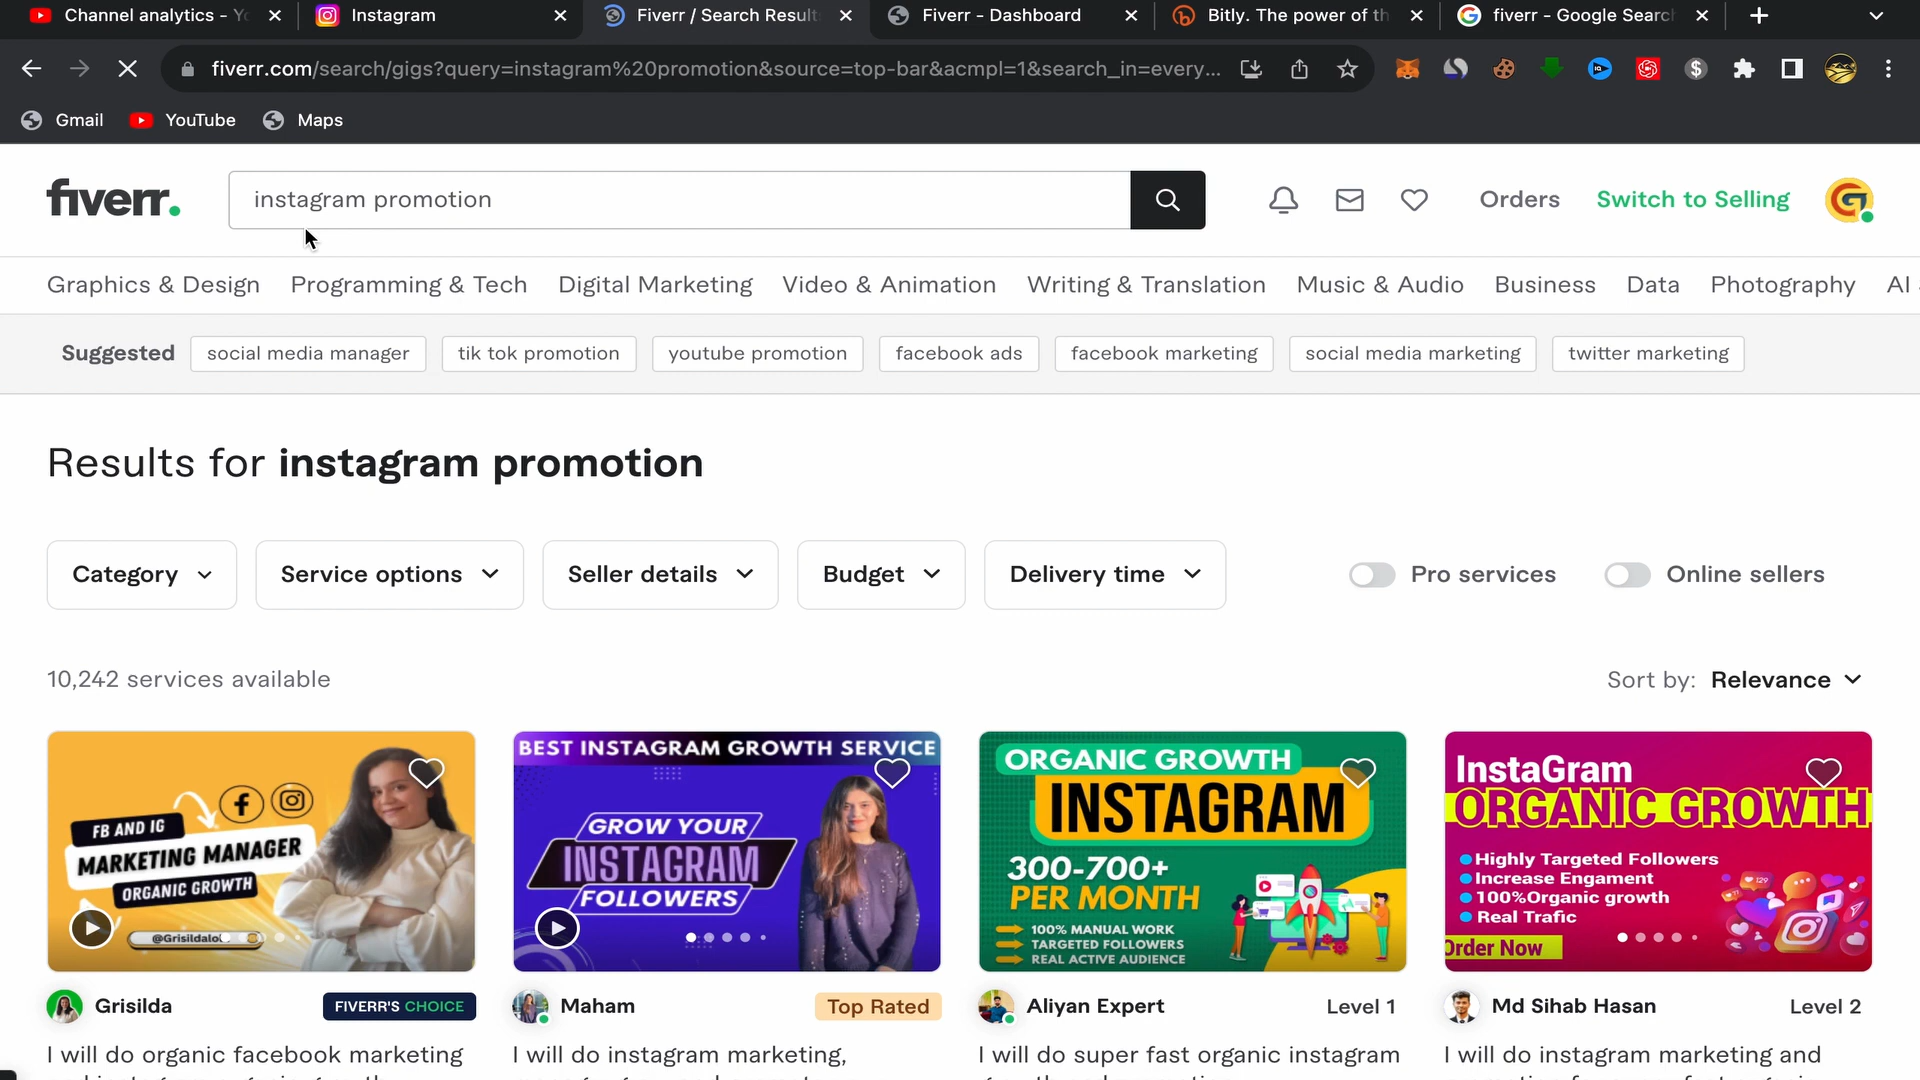 Channel analytics - Yo
Instagram
Fiverr / Search Result
Fiverr - Dashboard
Bitly. The power of th
fiverr - Google Search
fiverr.com/search/gigs?query=instagram%20promotion&source=top-bar&acmpl=1&search_in=every...
Gmail
YouTube
Maps
fiverr.
instagram promotion
Orders
Switch to Selling
Graphics & Design
Programming & Tech
Digital Marketing
Video & Animation
Writing & Translation
Music & Audio
Business
Data
Photography
AI
Suggested
social media manager
tik tok promotion
youtube promotion
facebook ads
facebook marketing
social media marketing
twitter marketing
Results for instagram promotion
Category
Service options
Seller details
Budget
Delivery time
Pro services
Online sellers
10,242 services available
Sort by: Relevance
FB AND IG
MARKETING MANAGER
ORGANIC GROWTH
BEST INSTAGRAM GROWTH SERVICE
GROW YOUR
INSTAGRAM
FOLLOWERS
ORGANIC GROWTH
INSTAGRAM
300-700+
PER MONTH
100% MANUAL WORK
TARGETED FOLLOWERS
REAL ACTIVE AUDIENCE
InstaGram
ORGANIC GROWTH
Highly Targeted Followers
Increase Engament
100%Organic growth
Real Trafic
Order Now
Grisilda
FIVERR'S CHOICE
Maham
Top Rated
Aliyan Expert
Level 1
Md Sihab Hasan
Level 2
I will do organic facebook marketing
I will do instagram marketing,
I will do super fast organic instagram
I will do instagram marketing and